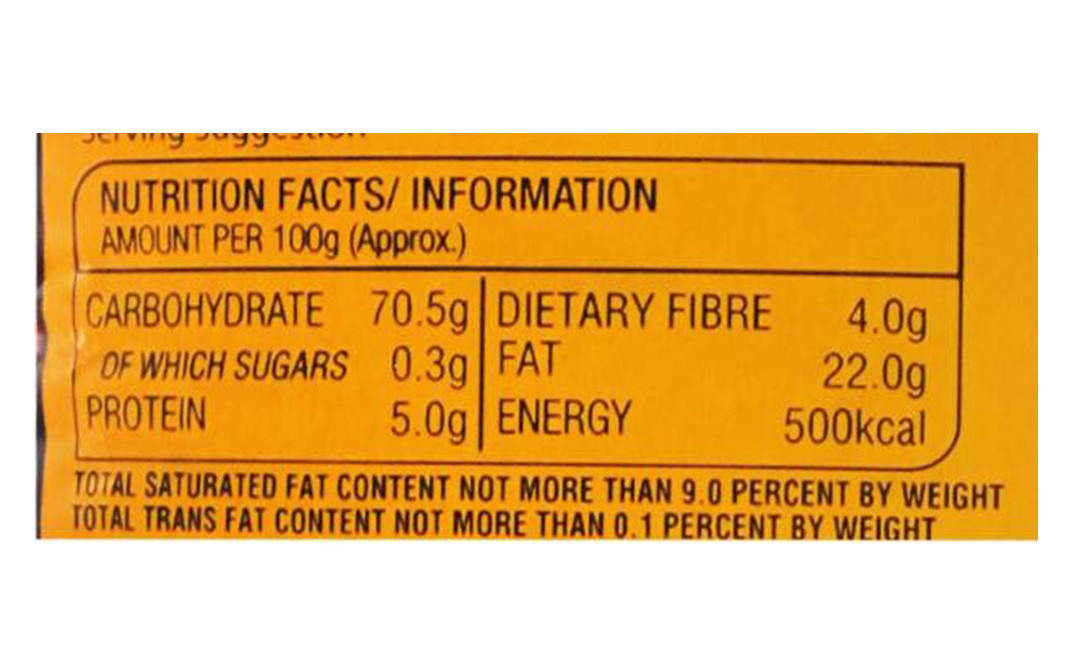 Serving Suggestion
NUTRITION FACTS/ INFORMATION
AMOUNT PER 100g (Approx.)
CARBOHYDRATE 70.5g DIETARY FIBRE 4.0g
OF WHICH SUGARS 0.3g FAT 22.0g
PROTEIN 5.0g ENERGY 500kcal
TOTAL SATURATED FAT CONTENT NOT MORE THAN 9.0 PERCENT BY WEIGHT
TOTAL TRANS FAT CONTENT NOT MORE THAN 0.1 PERCENT BY WEIGHT